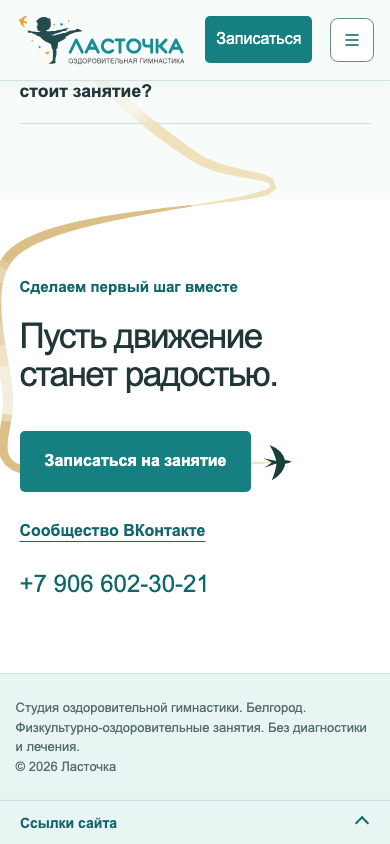 ЛАСТОЧКА
ОЗДОРОВИТЕЛЬНАЯ ГИМНАСТИКА
Записаться
стоит занятие?
Сделаем первый шаг вместе
Пусть движение
станет радостью.
Записаться на занятие
Сообщество ВКонтакте
+7 906 602-30-21
Студия оздоровительной гимнастики. Белгород.
Физкультурно-оздоровительные занятия. Без диагностики
и лечения.
© 2026 Ласточка
Ссылки сайта